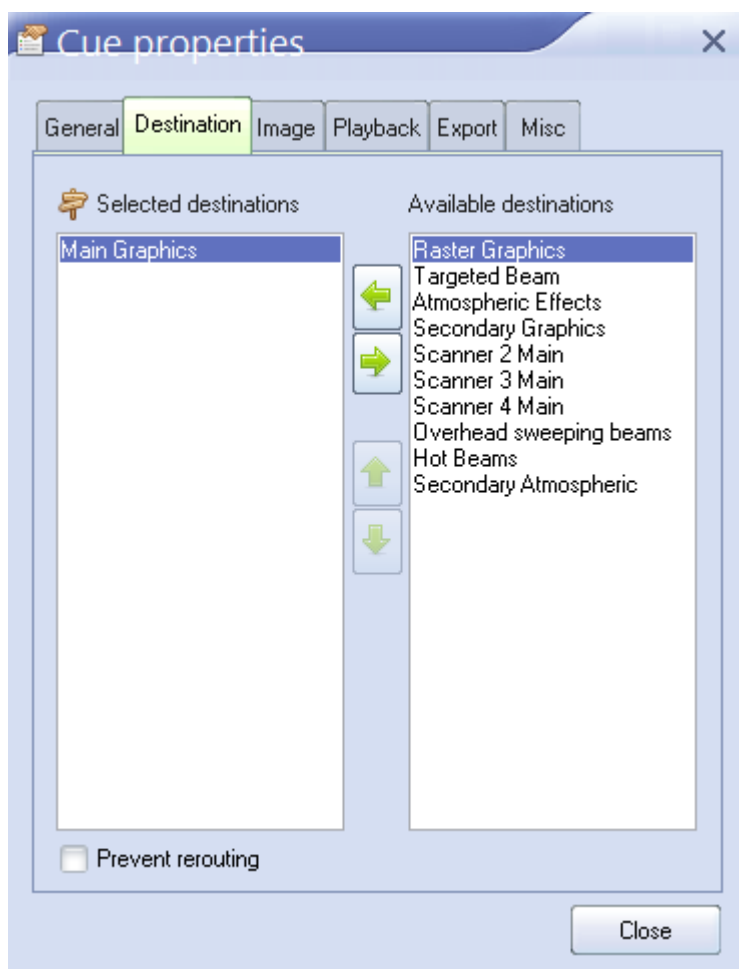 Cue properties
General Destination Image Playback Export Misc
Selected destinations
Main Graphics
Available destinations
Raster Graphics
Targeted Beam
Atmospheric Effects
Secondary Graphics
Scanner 2 Main
Scanner 3 Main
Scanner 4 Main
Overhead sweeping beams
Hot Beams
Secondary Atmospheric
Prevent rerouting
Close